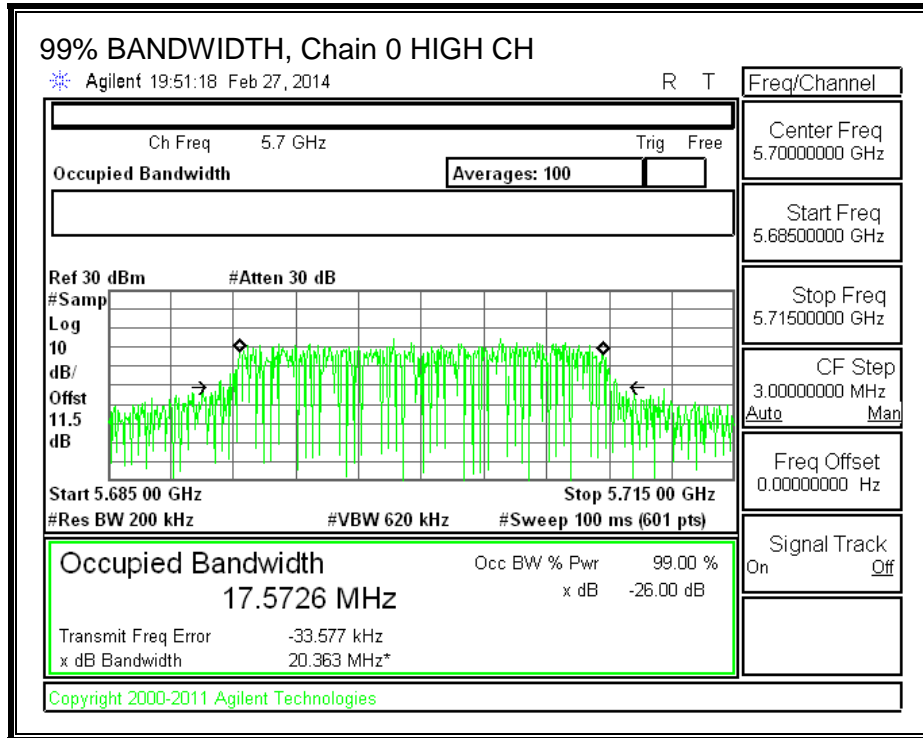 99% BANDWIDTH, Chain 0 HIGH CH
Agilent 19:51:18 Feb 27, 2014 R T
Freq/Channel
Ch Freq 5.7 GHz Trig Free
Occupied Bandwidth Averages: 100
Center Freq
5.70000000 GHz
Start Freq
5.68500000 GHz
Stop Freq
5.71500000 GHz
CF Step
3.00000000 MHz
Auto Man
Freq Offset
0.00000000 Hz
Signal Track
On Off
Ref 30 dBm #Atten 30 dB
#Samp
Log
10
dB/
Offst
11.5
dB
Start 5.685 00 GHz Stop 5.715 00 GHz
#Res BW 200 kHz #VBW 620 kHz #Sweep 100 ms (601 pts)
Occupied Bandwidth Occ BW % Pwr 99.00 %
17.5726 MHz x dB -26.00 dB
Transmit Freq Error -33.577 kHz
x dB Bandwidth 20.363 MHz*
Copyright 2000-2011 Agilent Technologies